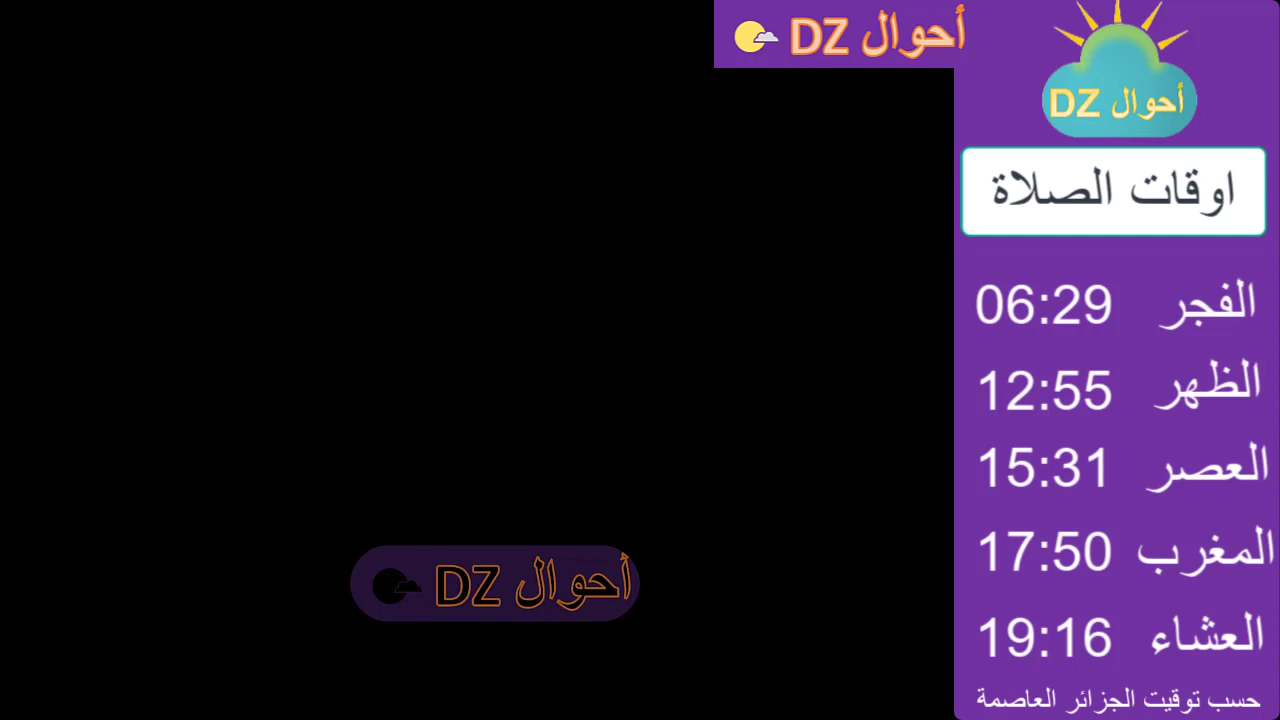 أحوال DZ
أحوال DZ
اوقات الصلاة
الفجر 06:29
الظهر 12:55
العصر 15:31
المغرب 17:50
العشاء 19:16
حسب توقيت الجزائر العاصمة
أحوال DZ